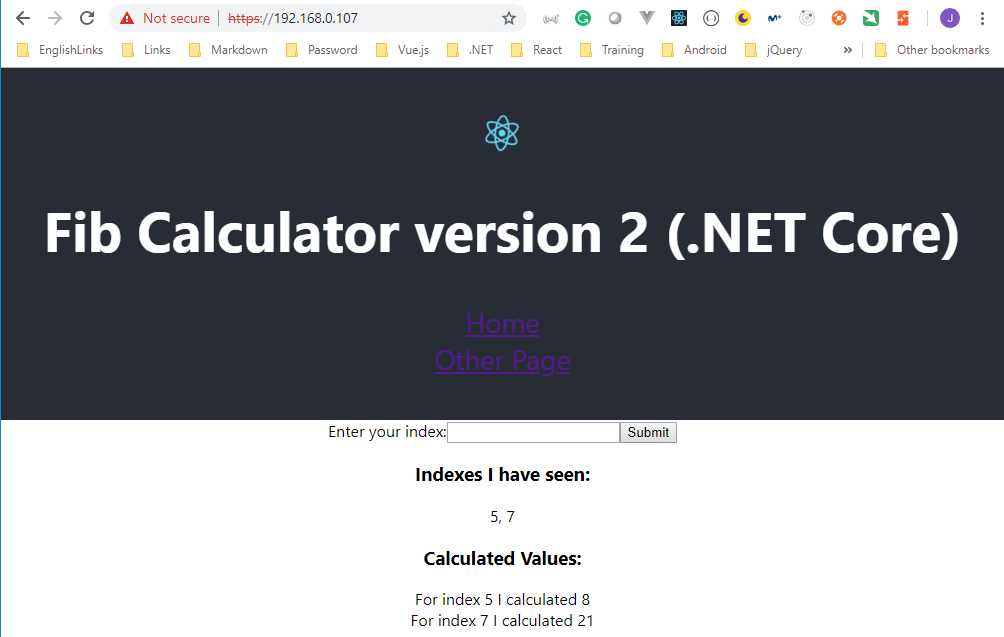 Not secure https://192.168.0.107
EnglishLinks Links Markdown Password Vue.js .NET React Training Android jQuery » Other bookmarks
Fib Calculator version 2 (.NET Core)
Home
Other Page
Enter your index: Submit
Indexes I have seen:
5, 7
Calculated Values:
For index 5 I calculated 8
For index 7 I calculated 21